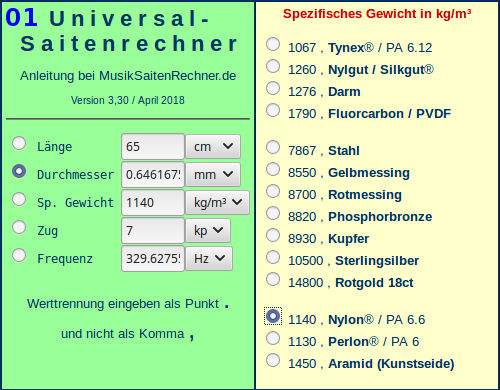 01 Universal-
Saitenrechner
Anleitung bei MusikSaitenRechner.de
Version 3,30 / April 2018
Länge 65 cm
Durchmesser 0.6461675 mm
Sp. Gewicht 1140 kg/m³
Zug 7 kp
Frequenz 329.62755 Hz
Werttrennung eingeben als Punkt .
und nicht als Komma ,
Spezifisches Gewicht in kg/m³
1067 , Tynex® / PA 6.12
1260 , Nylgut / Silkgut®
1276 , Darm
1790 , Fluorcarbon / PVDF
7867 , Stahl
8550 , Gelbmessing
8700 , Rotmessing
8820 , Phosphorbronze
8930 , Kupfer
10500 , Sterlingsilber
14800 , Rotgold 18ct
1140 , Nylon® / PA 6.6
1130 , Perlon® / PA 6
1450 , Aramid (Kunstseide)